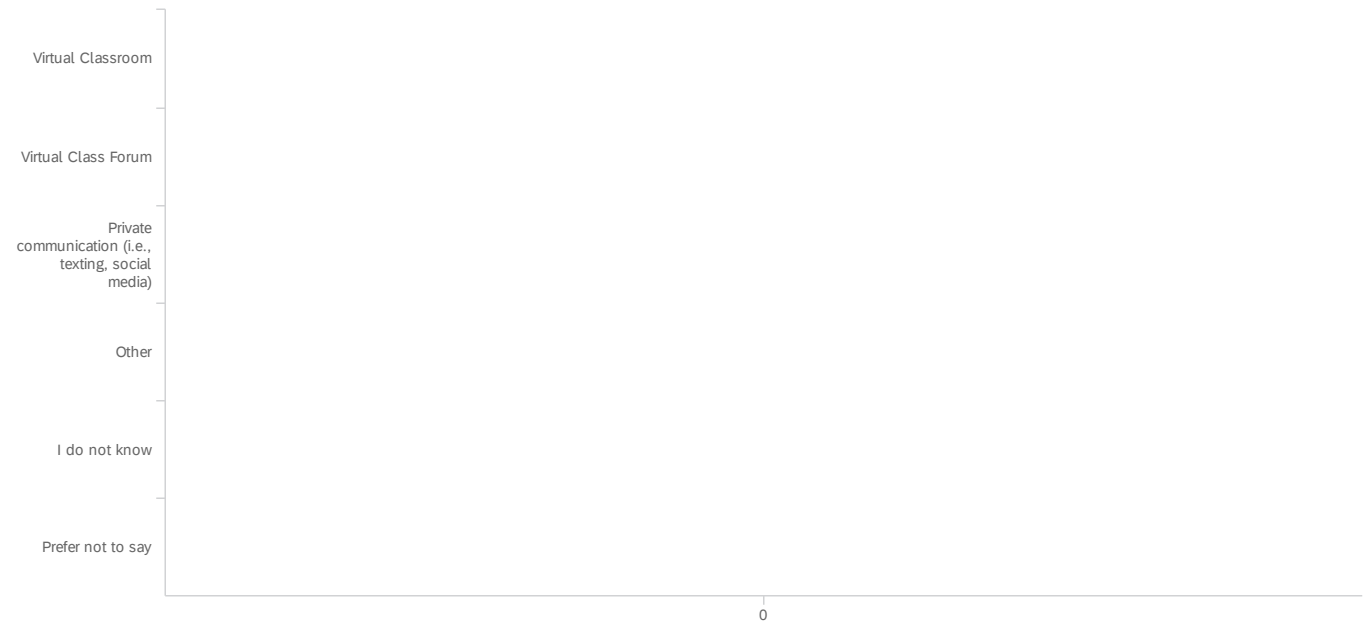 Virtual Classroom
Virtual Class Forum
Private
communication (i.e.,
texting, social
media)
Other
I do not know
Prefer not to say
0